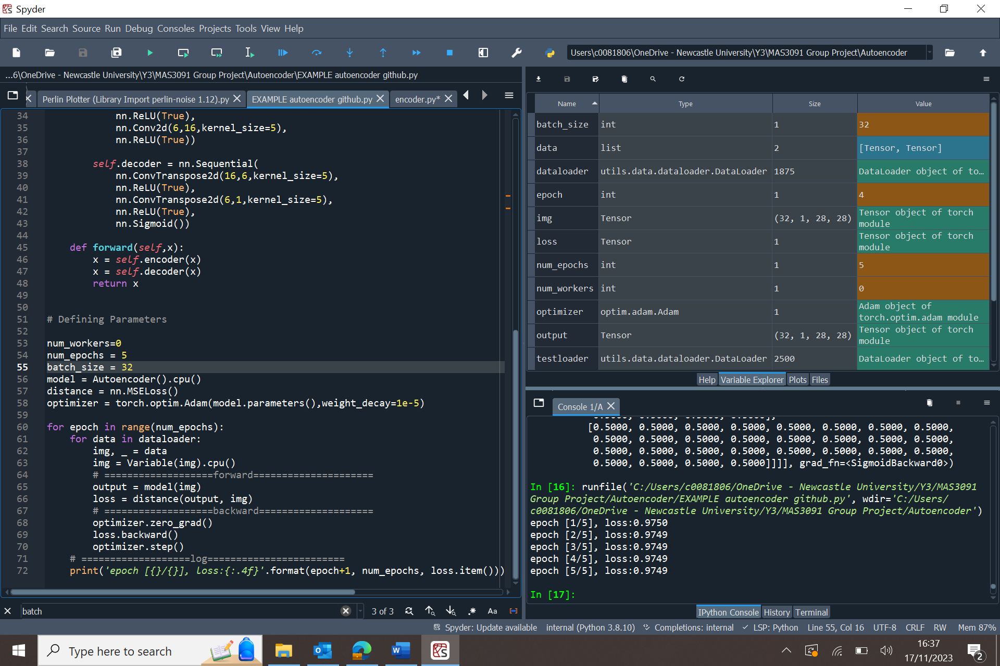 Spyder
File Edit Search Source Run Debug Consoles Projects Tools View Help
Users\c0081806\OneDrive - Newcastle University\Y3\MAS3091 Group Project\Autoencoder
...6\OneDrive - Newcastle University\Y3\MAS3091 Group Project\Autoencoder\EXAMPLE autoencoder github.py
Perlin Plotter (Library Import perlin-noise 1.12).py
EXAMPLE autoencoder github.py
encoder.py*
34 nn.ReLU(True),
35 nn.Conv2d(6,16,kernel_size=5),
36 nn.ReLU(True))
37
38 self.decoder = nn.Sequential(
39 nn.ConvTranspose2d(16,6,kernel_size=5),
40 nn.ReLU(True),
41 nn.ConvTranspose2d(6,1,kernel_size=5),
42 nn.ReLU(True),
43 nn.Sigmoid())
44
45 def forward(self,x):
46 x = self.encoder(x)
47 x = self.decoder(x)
48 return x
49
50
51 # Defining Parameters
52
53 num_workers=0
54 num_epochs = 5
55 batch_size = 32
56 model = Autoencoder().cpu()
57 distance = nn.MSELoss()
58 optimizer = torch.optim.Adam(model.parameters(),weight_decay=1e-5)
59
60 for epoch in range(num_epochs):
61 for data in dataloader:
62 img, _ = data
63 img = Variable(img).cpu()
64 # ===================forward=====================
65 output = model(img)
66 loss = distance(output, img)
67 # ===================backward====================
68 optimizer.zero_grad()
69 loss.backward()
70 optimizer.step()
71 # ===================log========================
72 print('epoch [{}/{}], loss:{:.4f}'.format(epoch+1, num_epochs, loss.item()))
batch
3 of 3
Aa
Name Type Size Value
batch_size int 1 32
data list 2 [Tensor, Tensor]
dataloader utils.data.dataloader.DataLoader 1875 DataLoader object of to…
epoch int 1 4
img Tensor (32, 1, 28, 28) Tensor object of torch
module
loss Tensor 1 Tensor object of torch
module
num_epochs int 1 5
num_workers int 1 0
optimizer optim.adam.Adam 1 Adam object of
torch.optim.adam module
output Tensor (32, 1, 28, 28) Tensor object of torch
module
testloader utils.data.dataloader.DataLoader 2500 DataLoader object of to…
Help Variable Explorer Plots Files
Console 1/A
0.5000, 0.5000, 0.5000, 0.5000],
[0.5000, 0.5000, 0.5000, 0.5000, 0.5000, 0.5000, 0.5000, 0.5000,
0.5000, 0.5000, 0.5000, 0.5000, 0.5000, 0.5000, 0.5000, 0.5000,
0.5000, 0.5000, 0.5000, 0.5000, 0.5000, 0.5000, 0.5000, 0.5000,
0.5000, 0.5000, 0.5000, 0.5000]]]], grad_fn=<SigmoidBackward0>)
In [16]: runfile('C:/Users/c0081806/OneDrive - Newcastle University/Y3/MAS3091
Group Project/Autoencoder/EXAMPLE autoencoder github.py', wdir='C:/Users/
c0081806/OneDrive - Newcastle University/Y3/MAS3091 Group Project/Autoencoder')
epoch [1/5], loss:0.9750
epoch [2/5], loss:0.9749
epoch [3/5], loss:0.9749
epoch [4/5], loss:0.9749
epoch [5/5], loss:0.9749
In [17]:
IPython Console History Terminal
Spyder: Update available internal (Python 3.8.10) Completions: internal LSP: Python Line 55, Col 16 UTF-8 CRLF RW Mem 87%
Type here to search
16:37
17/11/2023
2